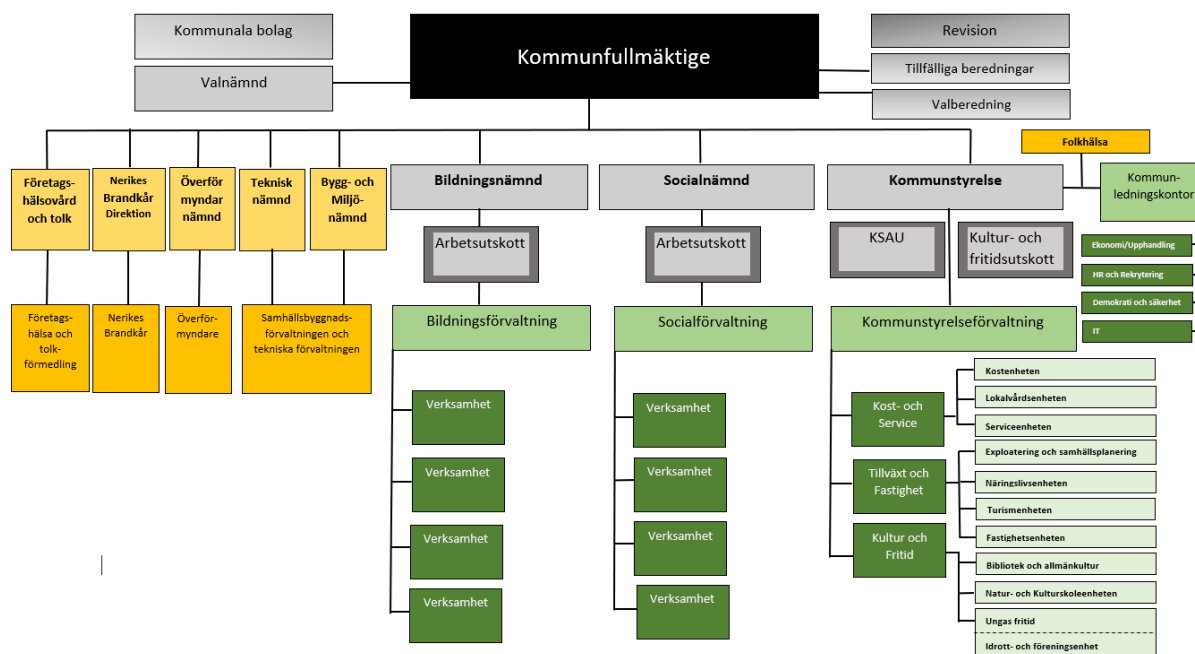 Kommunala bolag
Kommunfullmäktige
Revision
Valnämnd
Tillfälliga beredningar
Valberedning
Folkhälsa
Företags-
hälsovård
och tolk
Nerikes
Brandkår
Direktion
Överför
myndar
nämnd
Teknisk
nämnd
Bygg- och
Miljö-
nämnd
Bildningsnämnd
Socialnämnd
Kommunstyrelse
Kommun-
ledningskontor
Arbetsutskott
Arbetsutskott
KSAU
Kultur- och
fritidsutskott
Ekonomi/Upphandling
HR och Rekrytering
Demokrati och säkerhet
IT
Företags-
hälsa och
tolk-
förmedling
Nerikes
Brandkår
Överför-
myndare
Samhällsbyggnads-
förvaltningen och
tekniska förvaltningen
Bildningsförvaltning
Socialförvaltning
Kommunstyrelseförvaltning
Verksamhet
Verksamhet
Verksamhet
Verksamhet
Verksamhet
Verksamhet
Verksamhet
Verksamhet
Kost- och
Service
Kostenheten
Lokalvårdsenheten
Serviceenheten
Tillväxt och
Fastighet
Exploatering och samhällsplanering
Näringslivsenheten
Turismenheten
Fastighetsenheten
Kultur och
Fritid
Bibliotek och allmänkultur
Natur- och Kulturskoleenheten
Ungas fritid
Idrott- och föreningsenhet